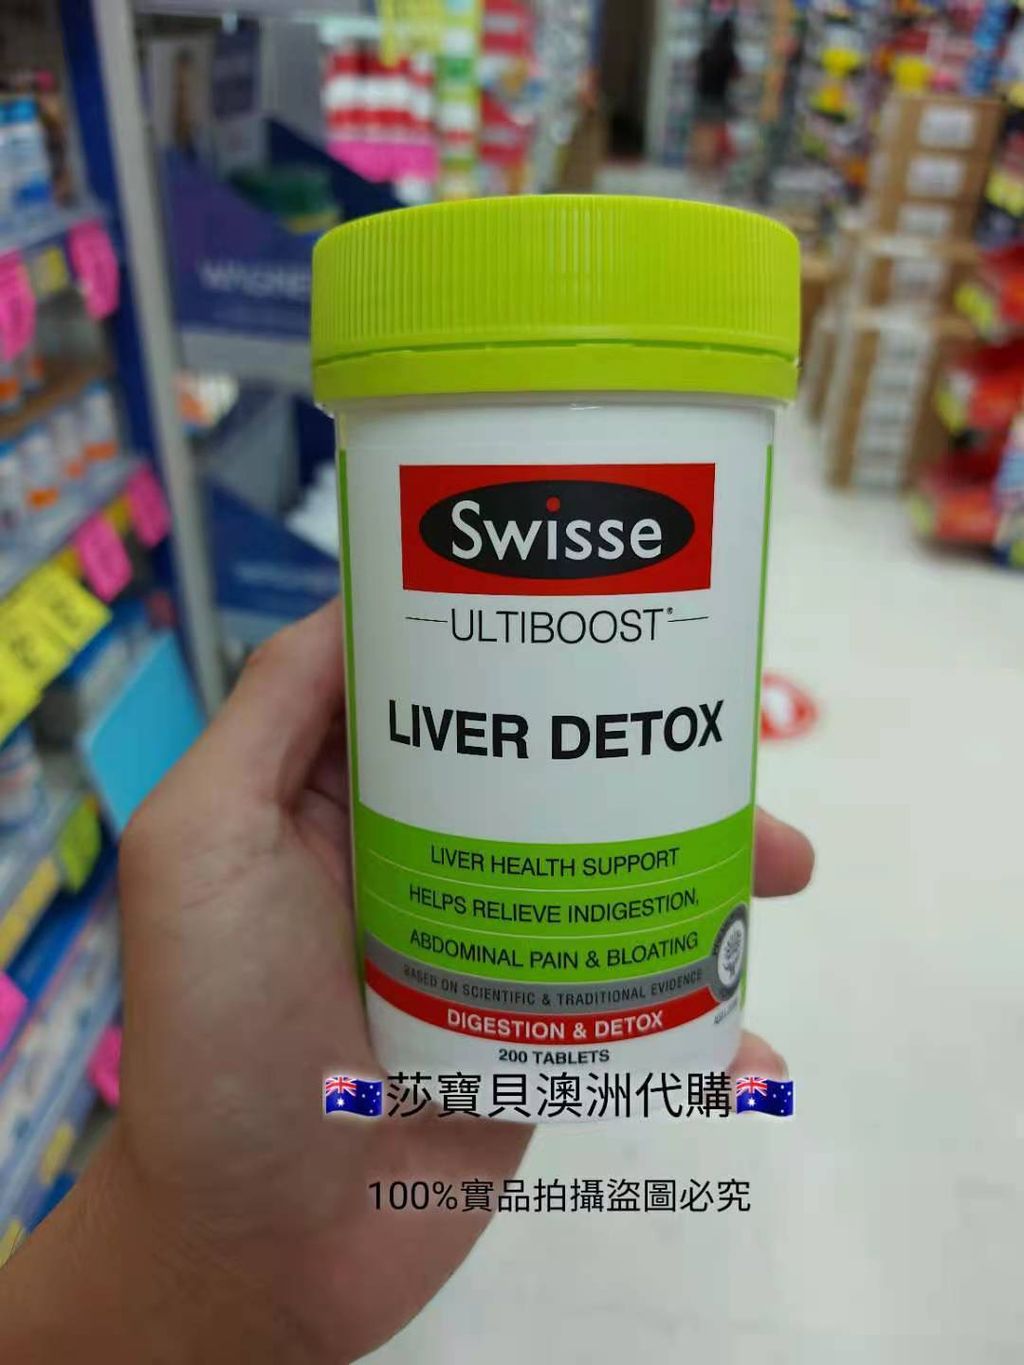 Swisse
ULTIBOOST®
LIVER DETOX
LIVER HEALTH SUPPORT
HELPS RELIEVE INDIGESTION,
ABDOMINAL PAIN & BLOATING
BASED ON SCIENTIFIC & TRADITIONAL EVIDENCE
DIGESTION & DETOX
200 TABLETS
🇦🇺莎寶貝澳洲代購🇦🇺
100%實品拍攝盜圖必究